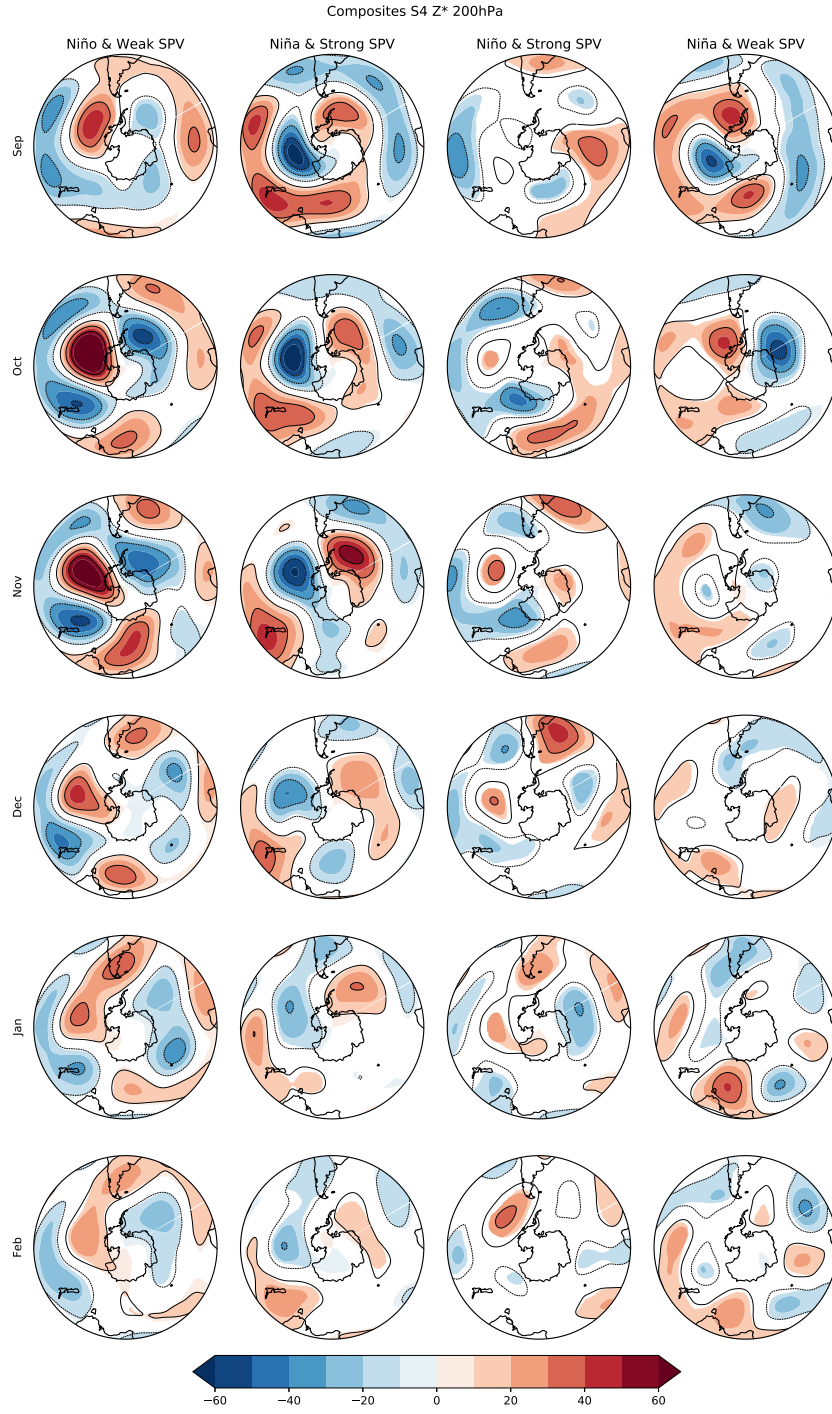 Composites S4 Z* 200hPa
Niño & Weak SPV
Niña & Strong SPV
Niño & Strong SPV
Niña & Weak SPV
Sep
Oct
Nov
Dec
Jan
Feb
−60 −40 −20 0 20 40 60